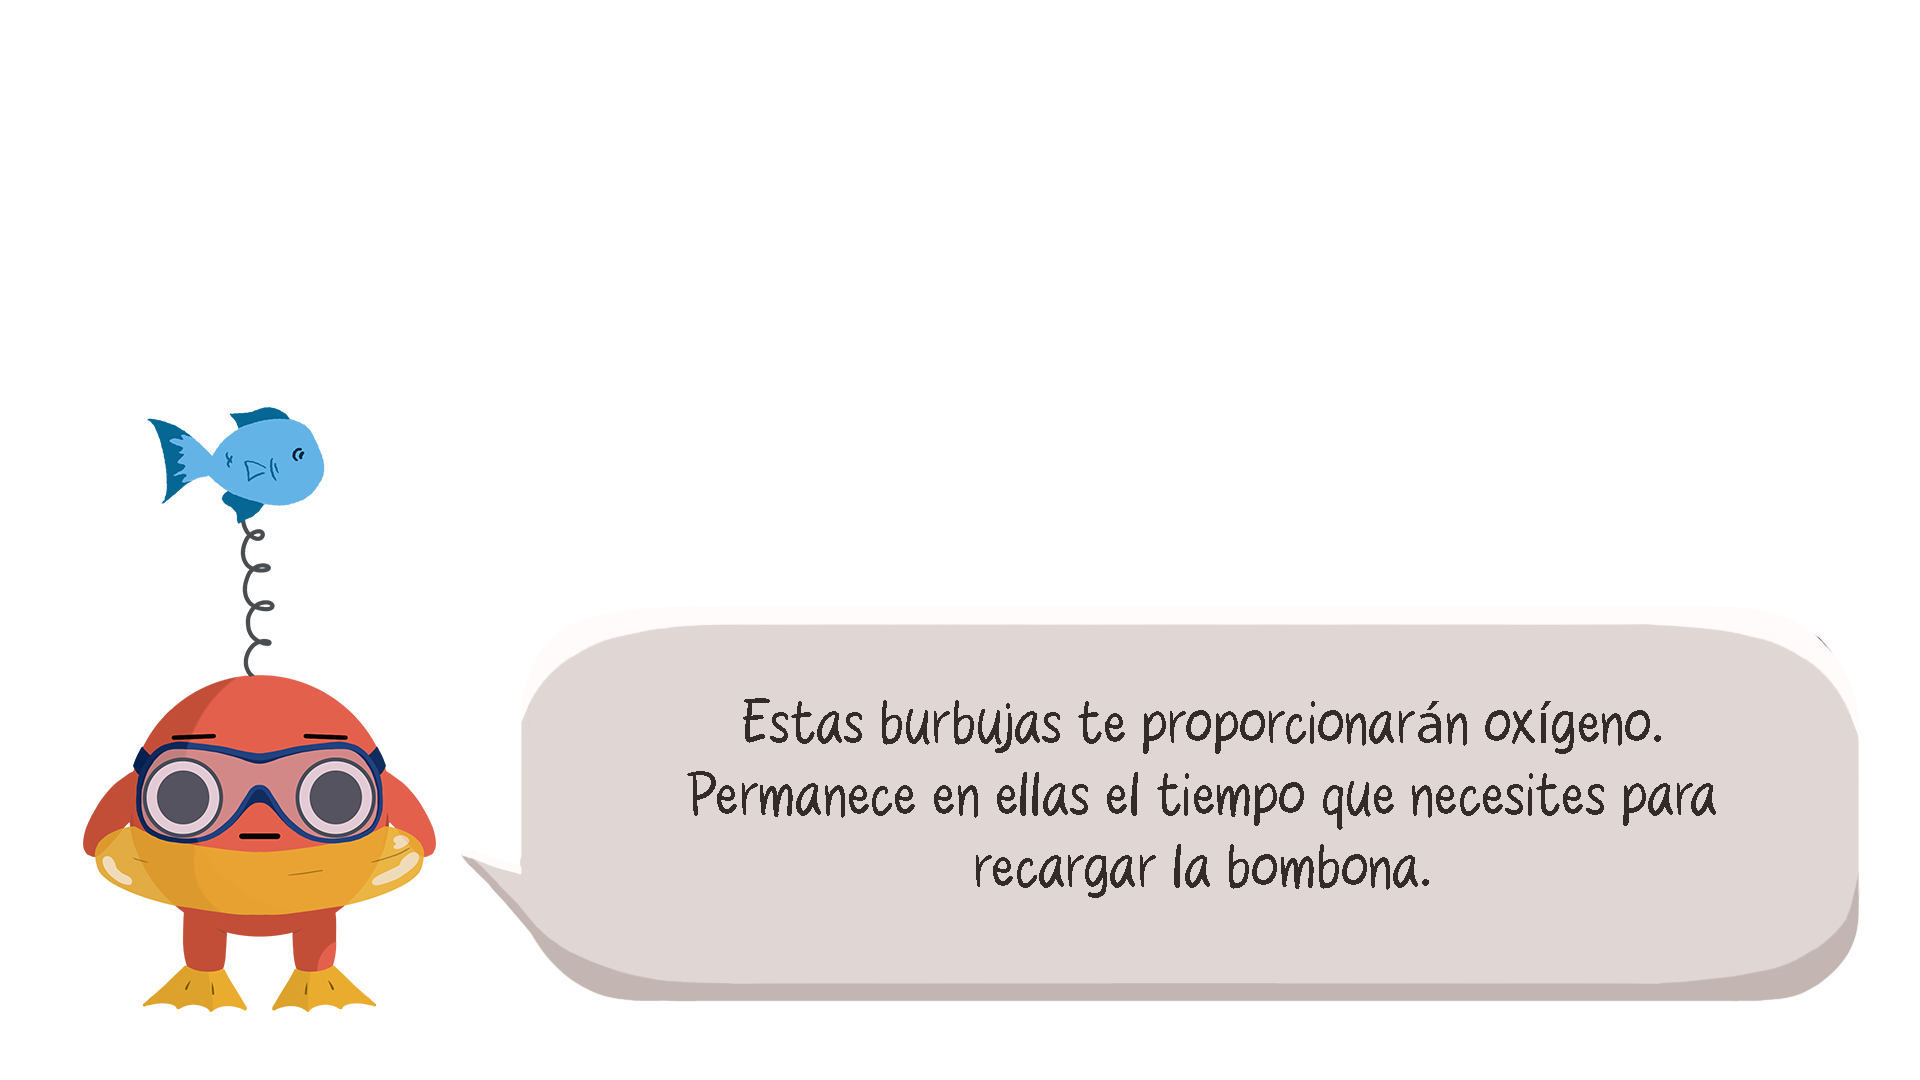 Estas burbujas te proporcionarán oxígeno.
Permanece en ellas el tiempo que necesites para
recargar la bombona.